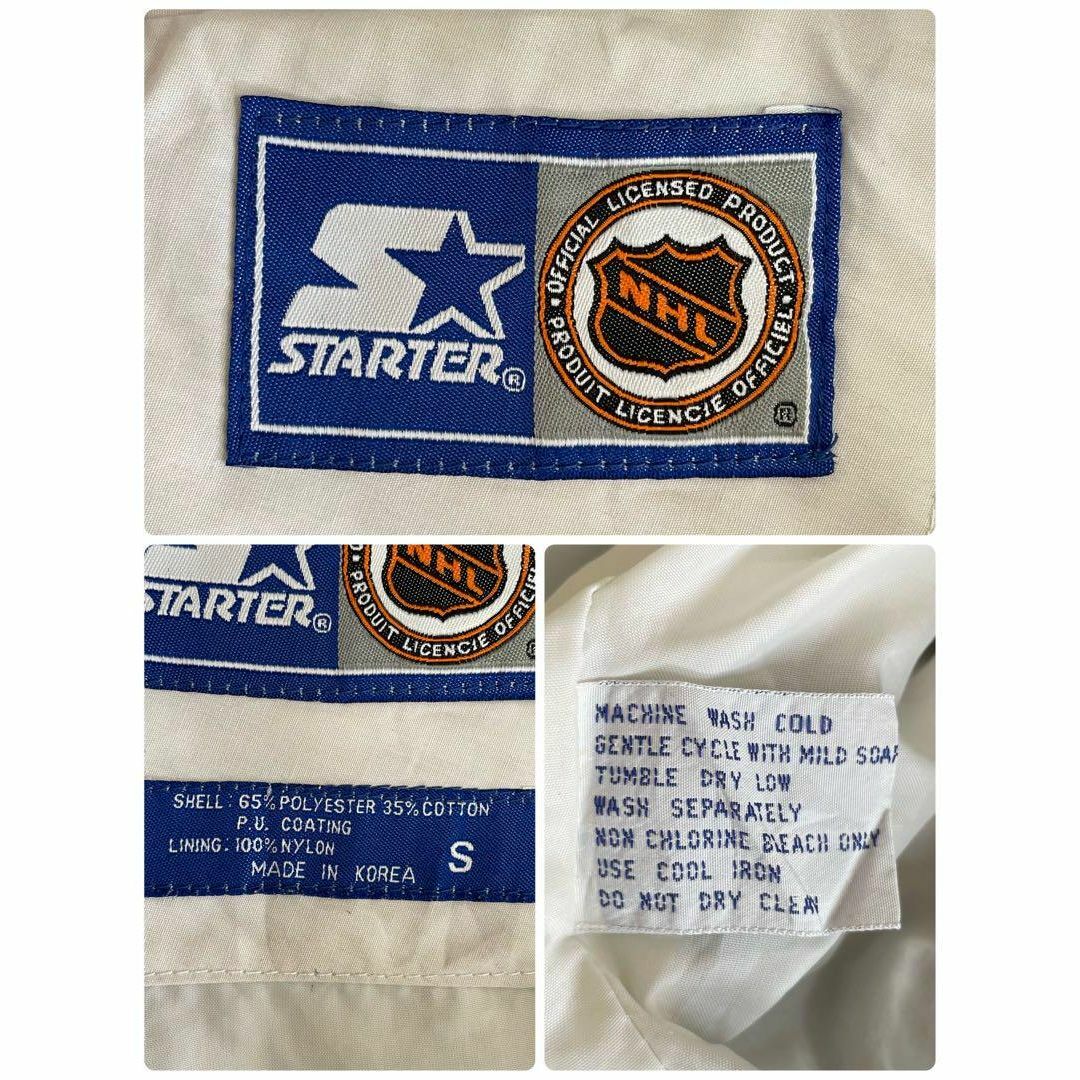 STARTER®
• OFFICIAL LICENSED PRODUCT •
NHL
PRODUIT LICENCIE OFFICIEL
®
STARTER®
NHL
PRODUIT LICENCIE OFFICIEL
SHELL: 65% POLYESTER 35% COTTON
P.U. COATING
LINING: 100% NYLON
MADE IN KOREA
S
MACHINE WASH COLD
GENTLE CYCLE WITH MILD SOAP
TUMBLE DRY LOW
WASH SEPARATELY
NON CHLORINE BLEACH ONLY
USE COOL IRON
DO NOT DRY CLEAN